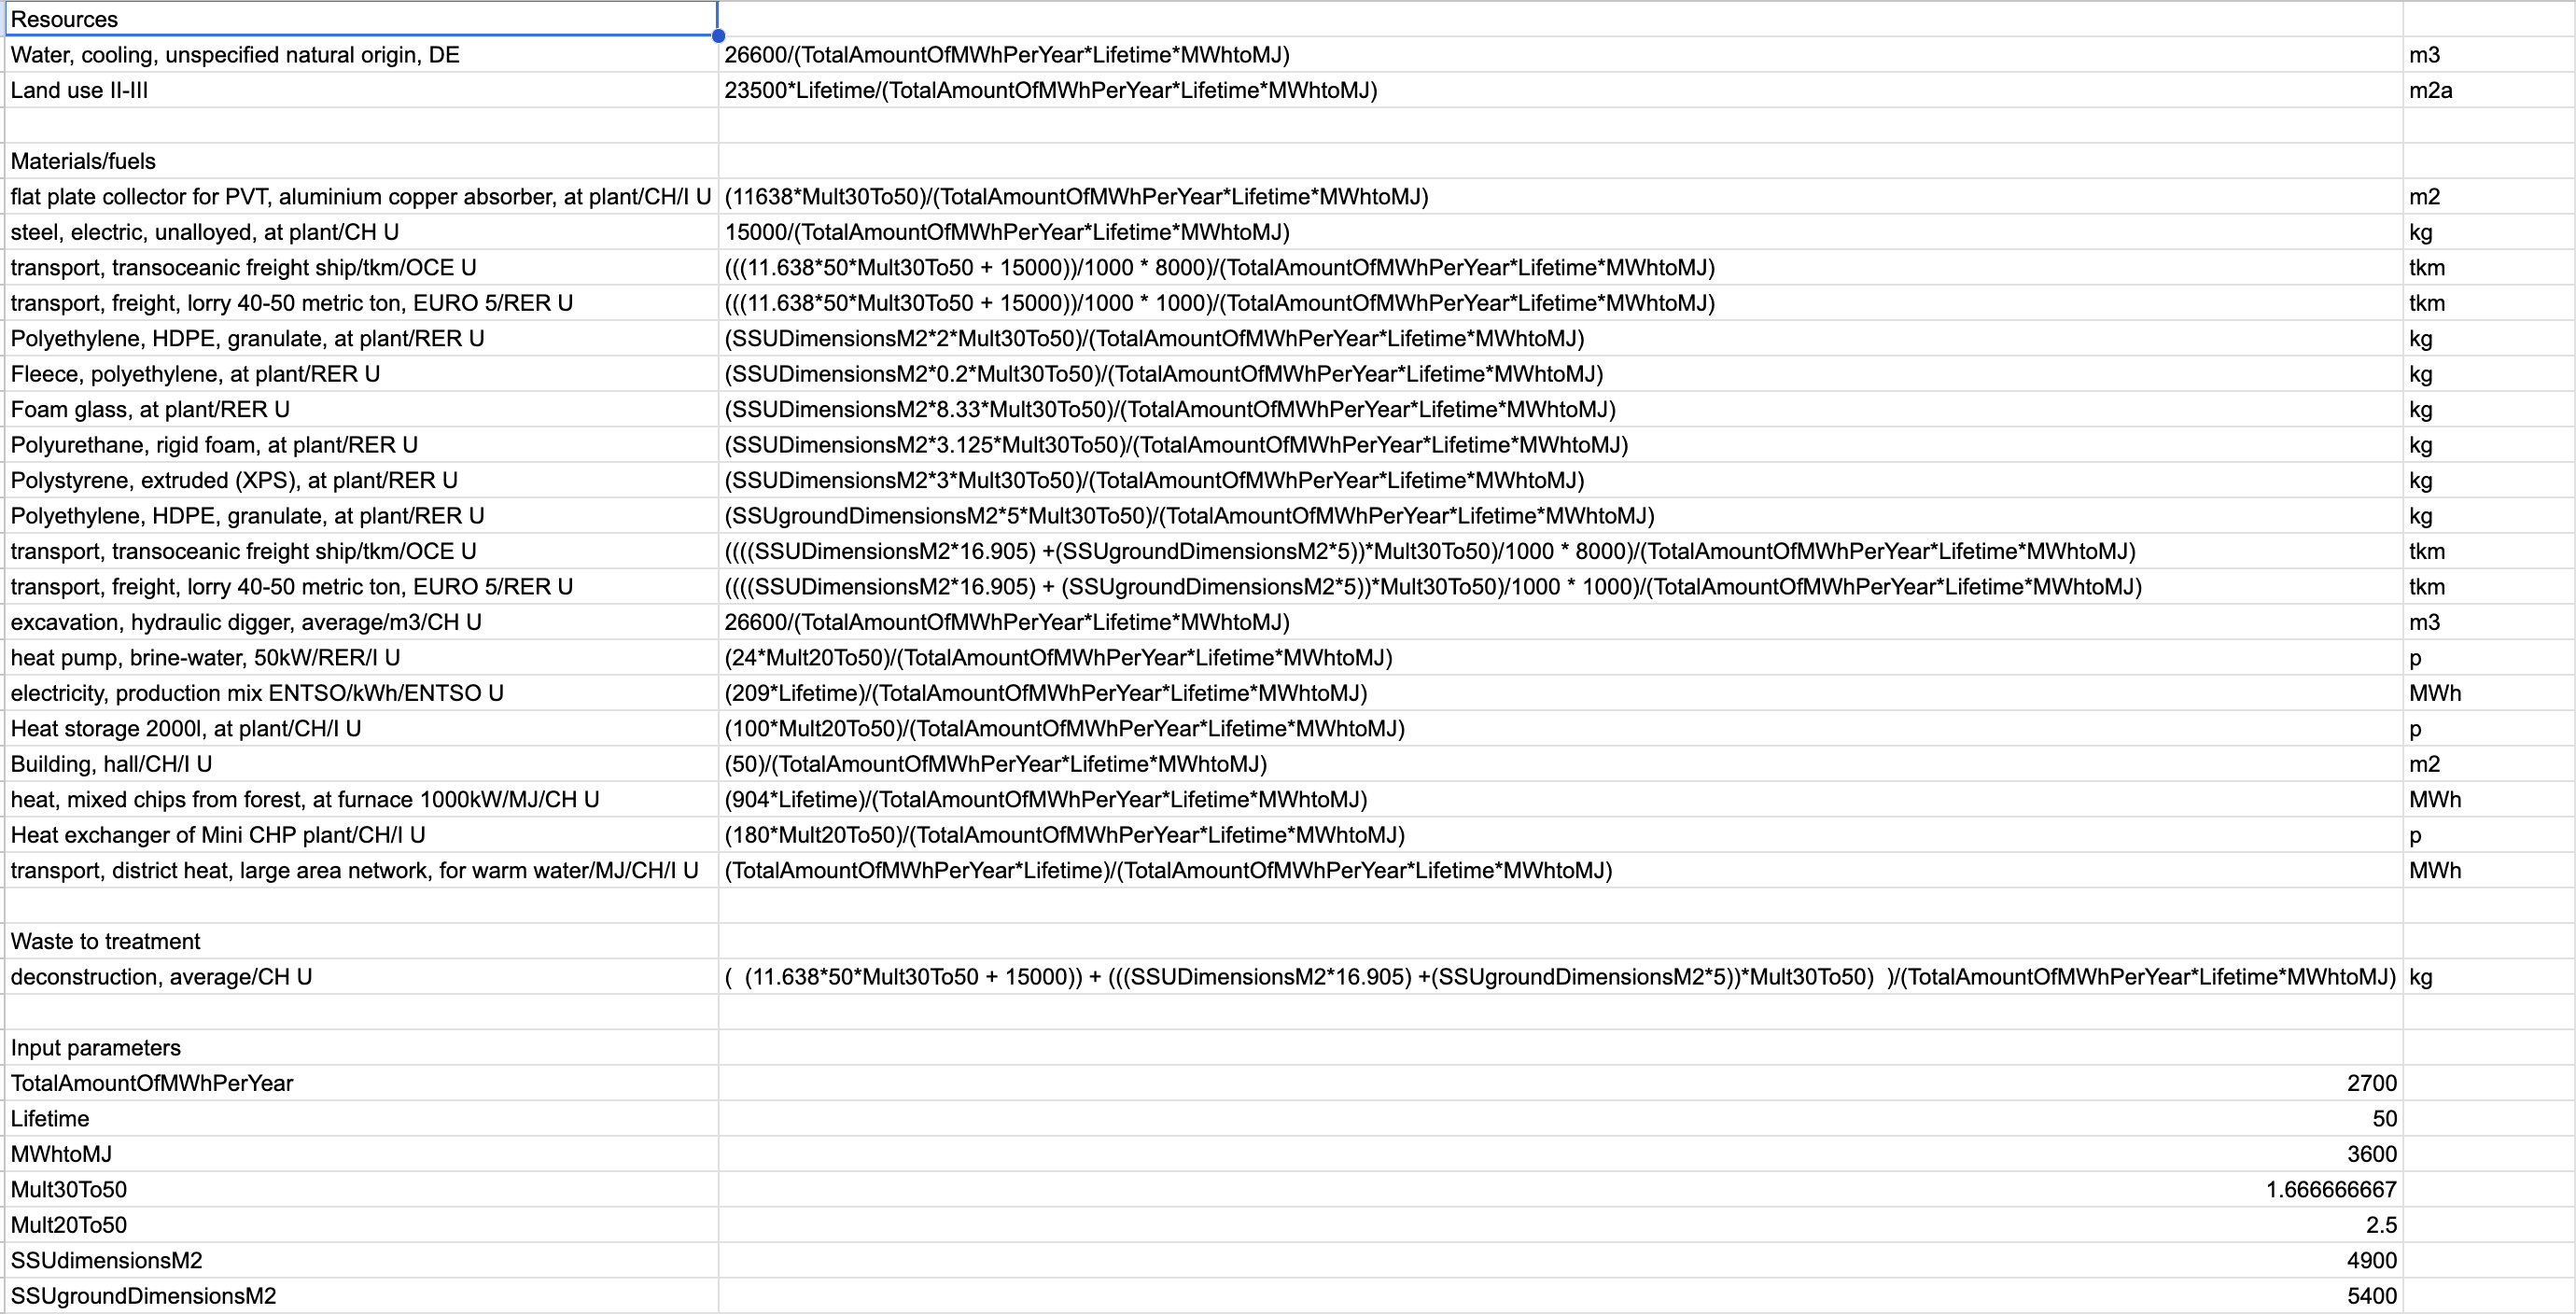 Resources
Water, cooling, unspecified natural origin, DE 26600/(TotalAmountOfMWhPerYear*Lifetime*MWhtoMJ) m3
Land use II-III 23500*Lifetime/(TotalAmountOfMWhPerYear*Lifetime*MWhtoMJ) m2a
Materials/fuels
flat plate collector for PVT, aluminium copper absorber, at plant/CH/I U (11638*Mult30To50)/(TotalAmountOfMWhPerYear*Lifetime*MWhtoMJ) m2
steel, electric, unalloyed, at plant/CH U 15000/(TotalAmountOfMWhPerYear*Lifetime*MWhtoMJ) kg
transport, transoceanic freight ship/tkm/OCE U (((11.638*50*Mult30To50 + 15000))/1000 * 8000)/(TotalAmountOfMWhPerYear*Lifetime*MWhtoMJ) tkm
transport, freight, lorry 40-50 metric ton, EURO 5/RER U (((11.638*50*Mult30To50 + 15000))/1000 * 1000)/(TotalAmountOfMWhPerYear*Lifetime*MWhtoMJ) tkm
Polyethylene, HDPE, granulate, at plant/RER U (SSUDimensionsM2*2*Mult30To50)/(TotalAmountOfMWhPerYear*Lifetime*MWhtoMJ) kg
Fleece, polyethylene, at plant/RER U (SSUDimensionsM2*0.2*Mult30To50)/(TotalAmountOfMWhPerYear*Lifetime*MWhtoMJ) kg
Foam glass, at plant/RER U (SSUDimensionsM2*8.33*Mult30To50)/(TotalAmountOfMWhPerYear*Lifetime*MWhtoMJ) kg
Polyurethane, rigid foam, at plant/RER U (SSUDimensionsM2*3.125*Mult30To50)/(TotalAmountOfMWhPerYear*Lifetime*MWhtoMJ) kg
Polystyrene, extruded (XPS), at plant/RER U (SSUDimensionsM2*3*Mult30To50)/(TotalAmountOfMWhPerYear*Lifetime*MWhtoMJ) kg
Polyethylene, HDPE, granulate, at plant/RER U (SSUgroundDimensionsM2*5*Mult30To50)/(TotalAmountOfMWhPerYear*Lifetime*MWhtoMJ) kg
transport, transoceanic freight ship/tkm/OCE U ((((SSUDimensionsM2*16.905) +(SSUgroundDimensionsM2*5))*Mult30To50)/1000 * 8000)/(TotalAmountOfMWhPerYear*Lifetime*MWhtoMJ) tkm
transport, freight, lorry 40-50 metric ton, EURO 5/RER U ((((SSUDimensionsM2*16.905) + (SSUgroundDimensionsM2*5))*Mult30To50)/1000 * 1000)/(TotalAmountOfMWhPerYear*Lifetime*MWhtoMJ) tkm
excavation, hydraulic digger, average/m3/CH U 26600/(TotalAmountOfMWhPerYear*Lifetime*MWhtoMJ) m3
heat pump, brine-water, 50kW/RER/I U (24*Mult20To50)/(TotalAmountOfMWhPerYear*Lifetime*MWhtoMJ) p
electricity, production mix ENTSO/kWh/ENTSO U (209*Lifetime)/(TotalAmountOfMWhPerYear*Lifetime*MWhtoMJ) MWh
Heat storage 2000l, at plant/CH/I U (100*Mult20To50)/(TotalAmountOfMWhPerYear*Lifetime*MWhtoMJ) p
Building, hall/CH/I U (50)/(TotalAmountOfMWhPerYear*Lifetime*MWhtoMJ) m2
heat, mixed chips from forest, at furnace 1000kW/MJ/CH U (904*Lifetime)/(TotalAmountOfMWhPerYear*Lifetime*MWhtoMJ) MWh
Heat exchanger of Mini CHP plant/CH/I U (180*Mult20To50)/(TotalAmountOfMWhPerYear*Lifetime*MWhtoMJ) p
transport, district heat, large area network, for warm water/MJ/CH/I U (TotalAmountOfMWhPerYear*Lifetime)/(TotalAmountOfMWhPerYear*Lifetime*MWhtoMJ) MWh
Waste to treatment
deconstruction, average/CH U ( (11.638*50*Mult30To50 + 15000)) + (((SSUDimensionsM2*16.905) +(SSUgroundDimensionsM2*5))*Mult30To50) )/(TotalAmountOfMWhPerYear*Lifetime*MWhtoMJ) kg
Input parameters
TotalAmountOfMWhPerYear 2700
Lifetime 50
MWhtoMJ 3600
Mult30To50 1.666666667
Mult20To50 2.5
SSUdimensionsM2 4900
SSUgroundDimensionsM2 5400